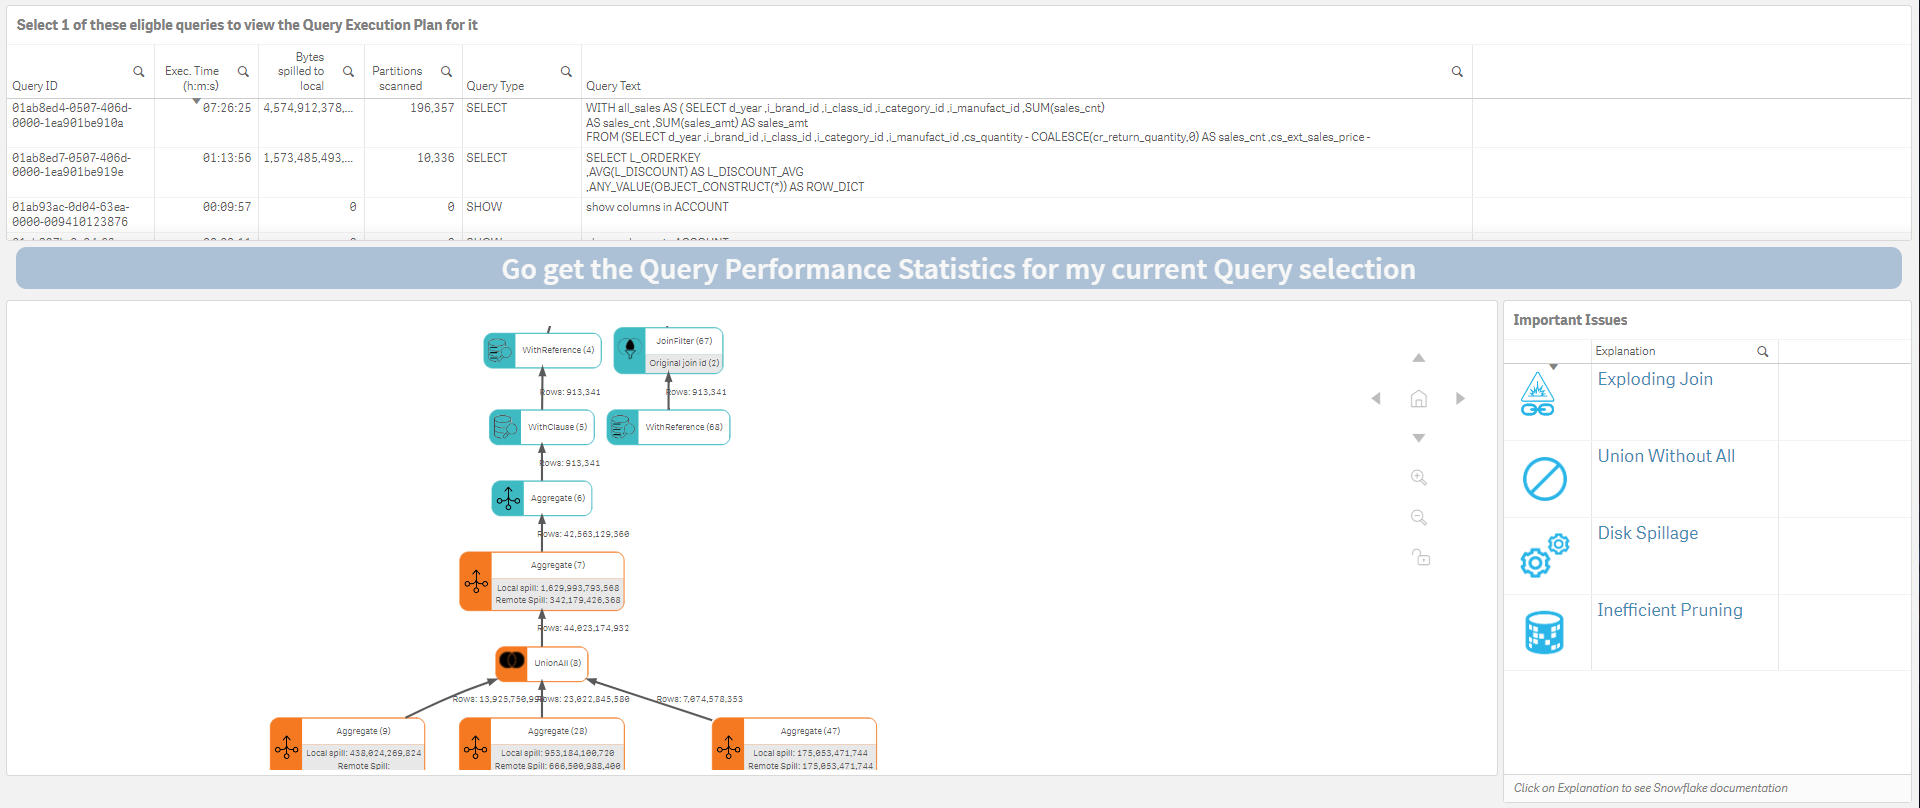 Select 1 of these eligble queries to view the Query Execution Plan for it
Query ID
Exec. Time
(h:m:s)
Bytes
spilled to
local
Partitions
scanned
Query Type
Query Text
01ab8ed4-0507-406d-
0000-1ea901be910a
07:26:25
4,574,912,378,...
196,357
SELECT
WITH all_sales AS ( SELECT d_year ,i_brand_id ,i_class_id ,i_category_id ,i_manufact_id ,SUM(sales_cnt)
AS sales_cnt ,SUM(sales_amt) AS sales_amt
FROM (SELECT d_year ,i_brand_id ,i_class_id ,i_category_id ,i_manufact_id ,cs_quantity - COALESCE(cr_return_quantity,0) AS sales_cnt ,cs_ext_sales_price -
01ab8ed7-0507-406d-
0000-1ea901be919e
01:13:56
1,573,485,493,...
10,336
SELECT
SELECT L_ORDERKEY
,AVG(L_DISCOUNT) AS L_DISCOUNT_AVG
,ANY_VALUE(OBJECT_CONSTRUCT(*)) AS ROW_DICT
01ab93ac-0d04-63ea-
0000-009410123876
00:09:57
0
0
SHOW
show columns in ACCOUNT
Go get the Query Performance Statistics for my current Query selection
WithReference (4)
JoinFilter (67)
Original join id (2)
Rows: 913,341
Rows: 913,341
WithClause (5)
WithReference (68)
Rows: 913,341
Aggregate (6)
Rows: 42,563,129,360
Aggregate (7)
Local spill: 1,629,993,793,568
Remote Spill: 342,179,426,368
Rows: 44,023,174,932
UnionAll (8)
Rows: 13,925,750,9
Rows: 23,022,845,580
Rows: 7,074,578,353
Aggregate (9)
Local spill: 438,024,269,824
Remote Spill:
Aggregate (28)
Local spill: 953,184,100,720
Remote Spill: 666,500,988,400
Aggregate (47)
Local spill: 175,053,471,744
Remote Spill: 175,053,471,744
Important Issues
Explanation
Exploding Join
Union Without All
Disk Spillage
Inefficient Pruning
Click on Explanation to see Snowflake documentation